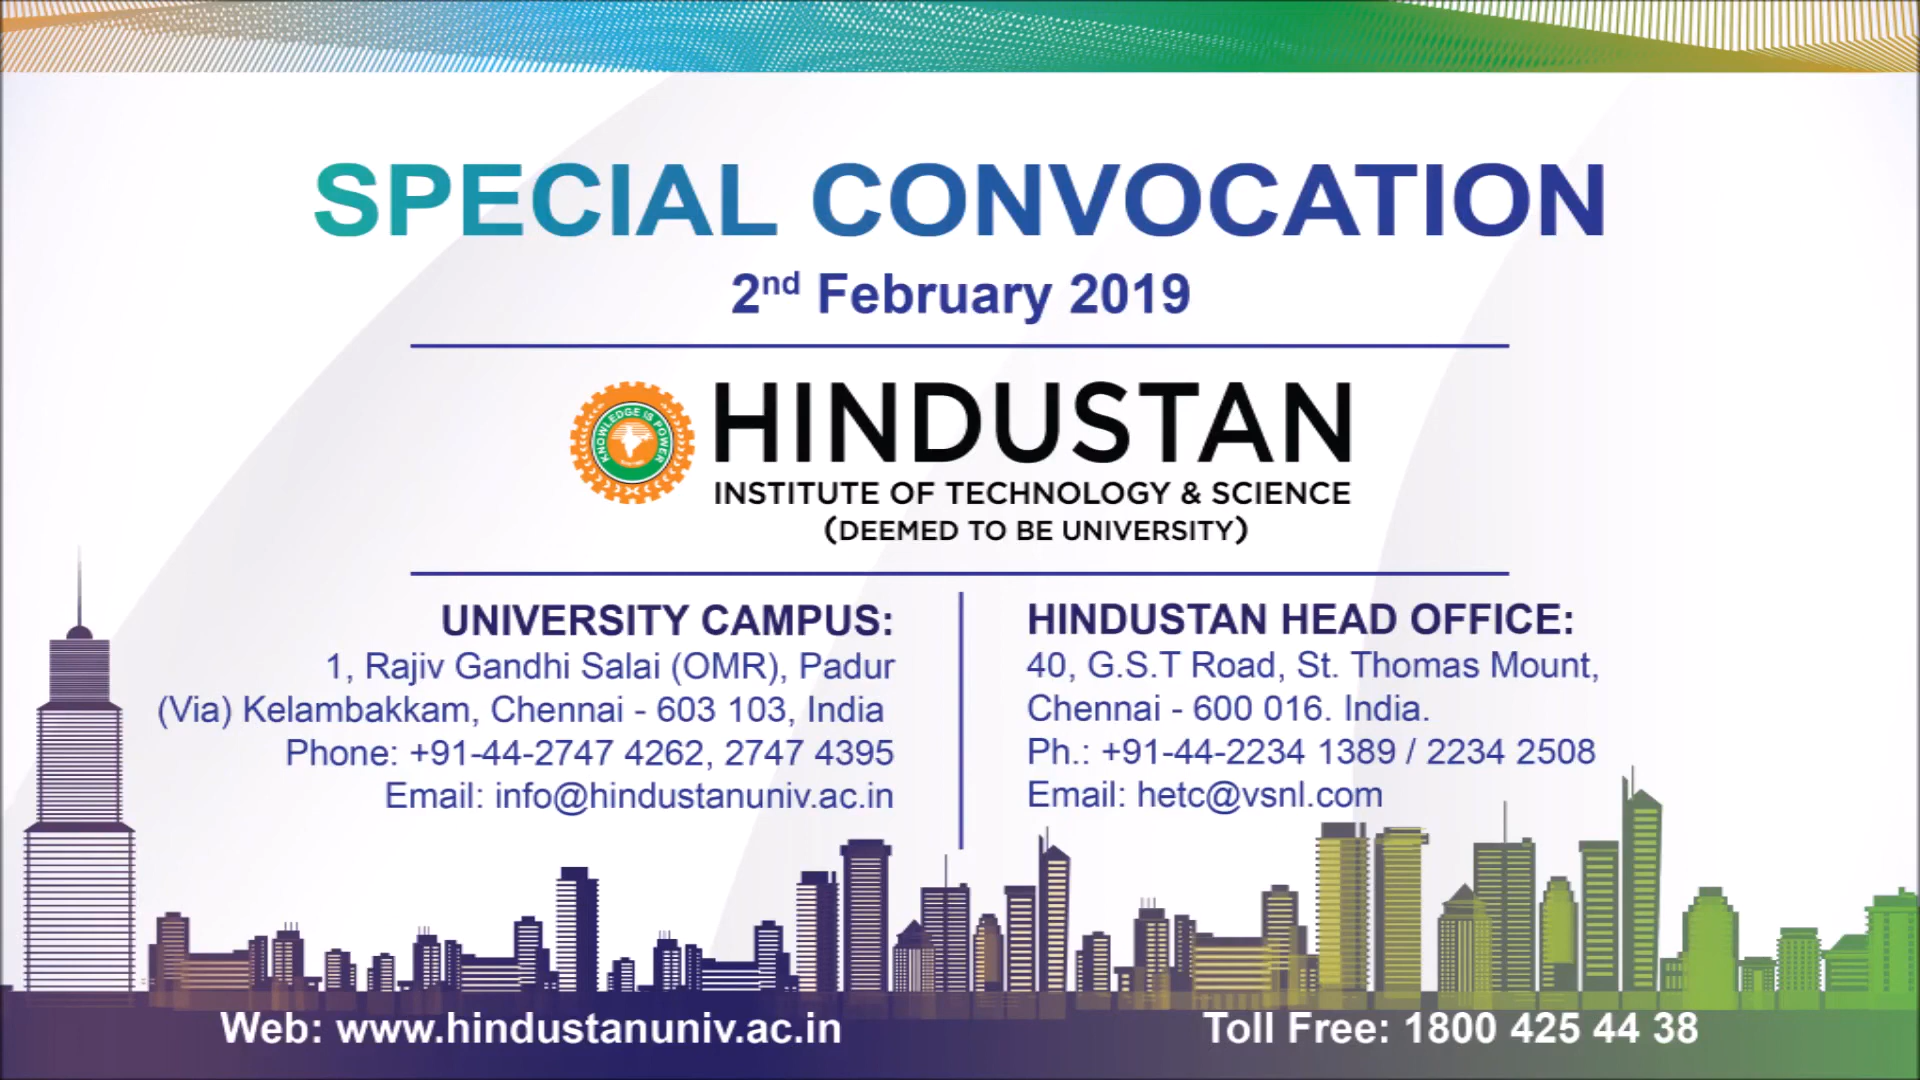 SPECIAL CONVOCATION
2nd February 2019
KNOWLEDGE IS POWER
HINDUSTAN
INSTITUTE OF TECHNOLOGY & SCIENCE
(DEEMED TO BE UNIVERSITY)
UNIVERSITY CAMPUS:
1, Rajiv Gandhi Salai (OMR), Padur
(Via) Kelambakkam, Chennai - 603 103, India
Phone: +91-44-2747 4262, 2747 4395
Email: info@hindustanuniv.ac.in
HINDUSTAN HEAD OFFICE:
40, G.S.T Road, St. Thomas Mount,
Chennai - 600 016. India.
Ph.: +91-44-2234 1389 / 2234 2508
Email: hetc@vsnl.com
Web: www.hindustanuniv.ac.in
Toll Free: 1800 425 44 38